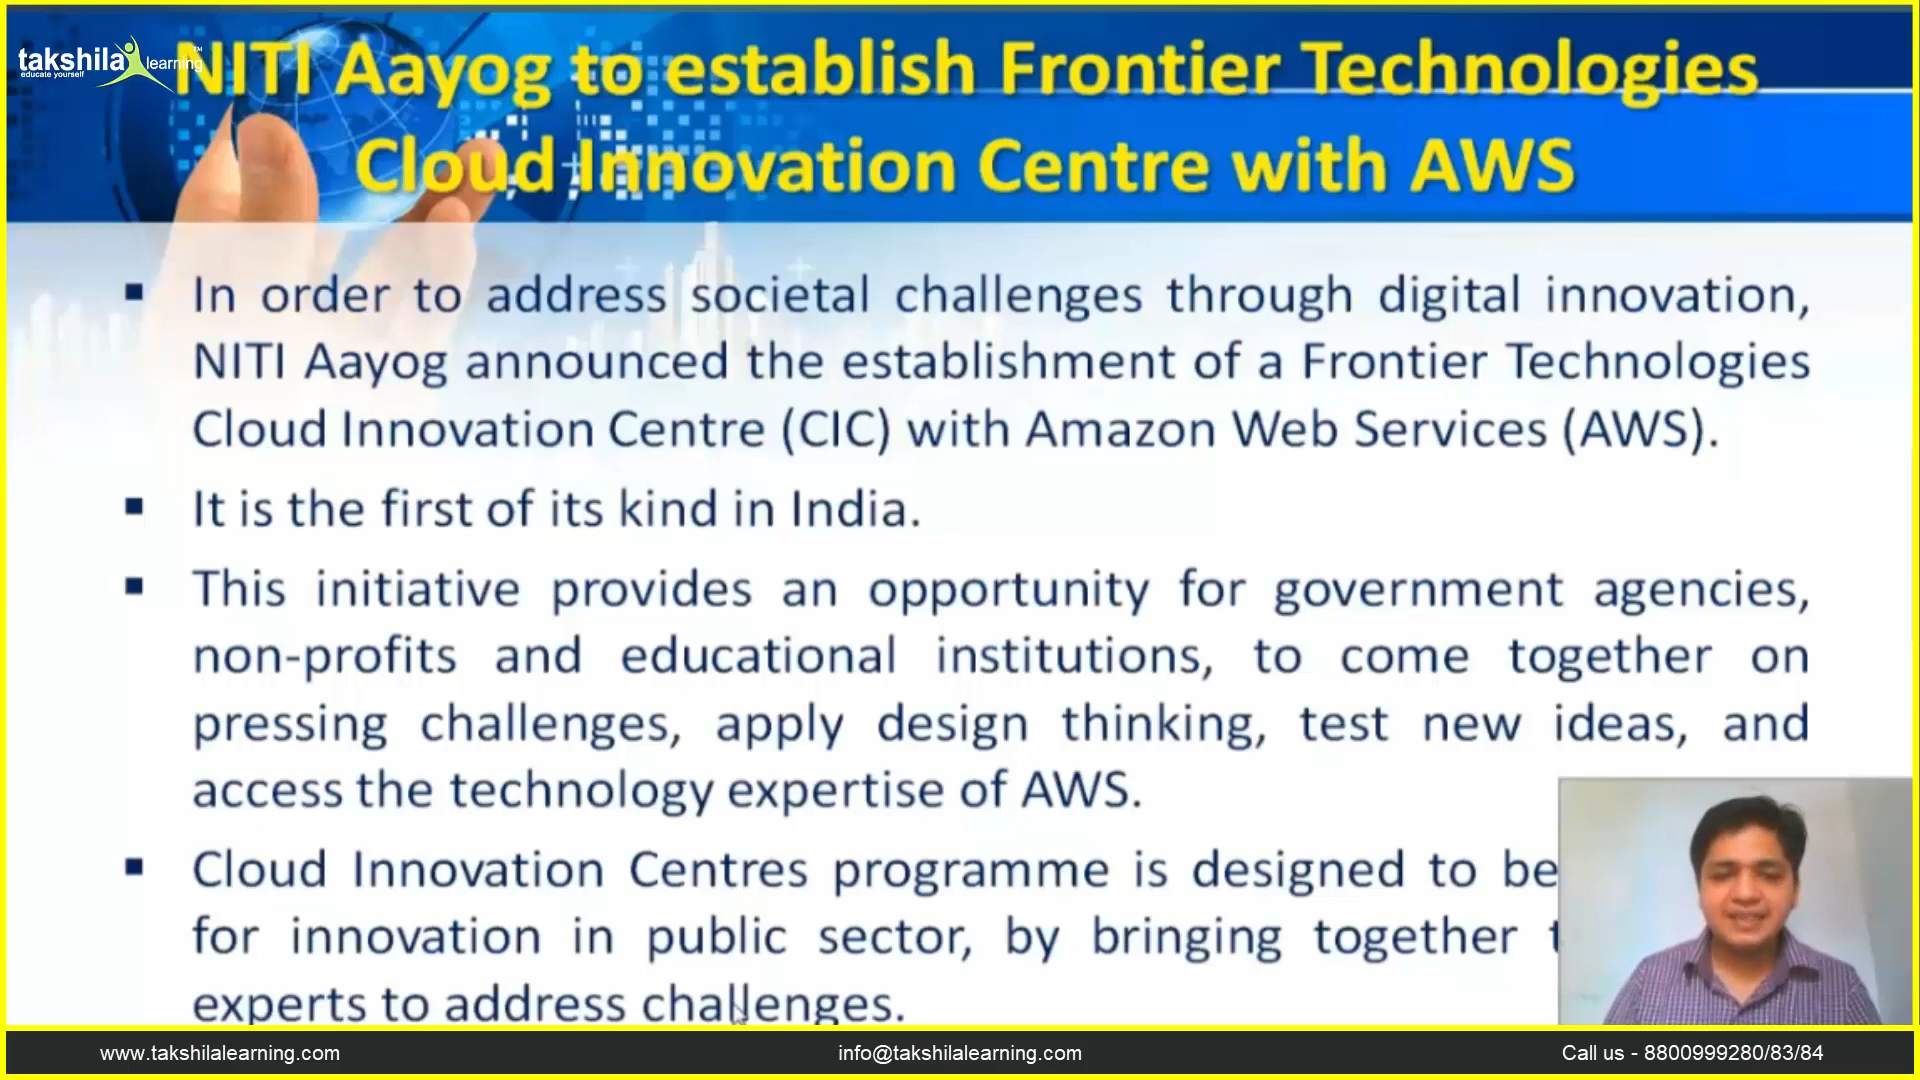 takshila learning™
educate yourself
NITI Aayog to establish Frontier Technologies
Cloud Innovation Centre with AWS
▪ In order to address societal challenges through digital innovation,
NITI Aayog announced the establishment of a Frontier Technologies
Cloud Innovation Centre (CIC) with Amazon Web Services (AWS).
▪ It is the first of its kind in India.
▪ This initiative provides an opportunity for government agencies,
non-profits and educational institutions, to come together on
pressing challenges, apply design thinking, test new ideas, and
access the technology expertise of AWS.
▪ Cloud Innovation Centres programme is designed to be
for innovation in public sector, by bringing together
experts to address challenges.
www.takshilalearning.com
info@takshilalearning.com
Call us - 8800999280/83/84